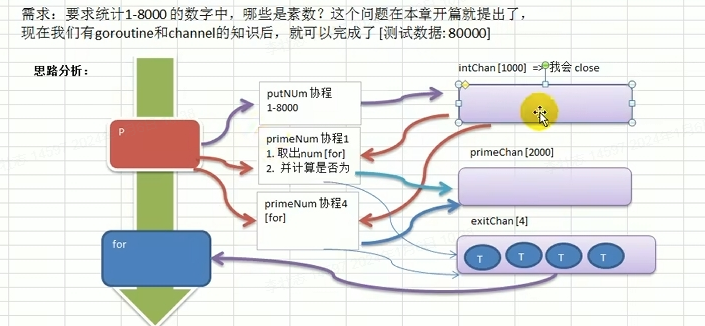 需求：要求统计1-8000 的数字中，哪些是素数？这个问题在本章开篇就提出了，
现在我们有goroutine和channel的知识后，就可以完成了 [测试数据: 80000]
思路分析：
intChan [1000] => 我会 close
putNUm 协程
1-8000
P
primeNum 协程1
1. 取出num [for]
2. 并计算是否为
primeChan [2000]
primeNum 协程4
[for]
exitChan [4]
for
T
T
T
T